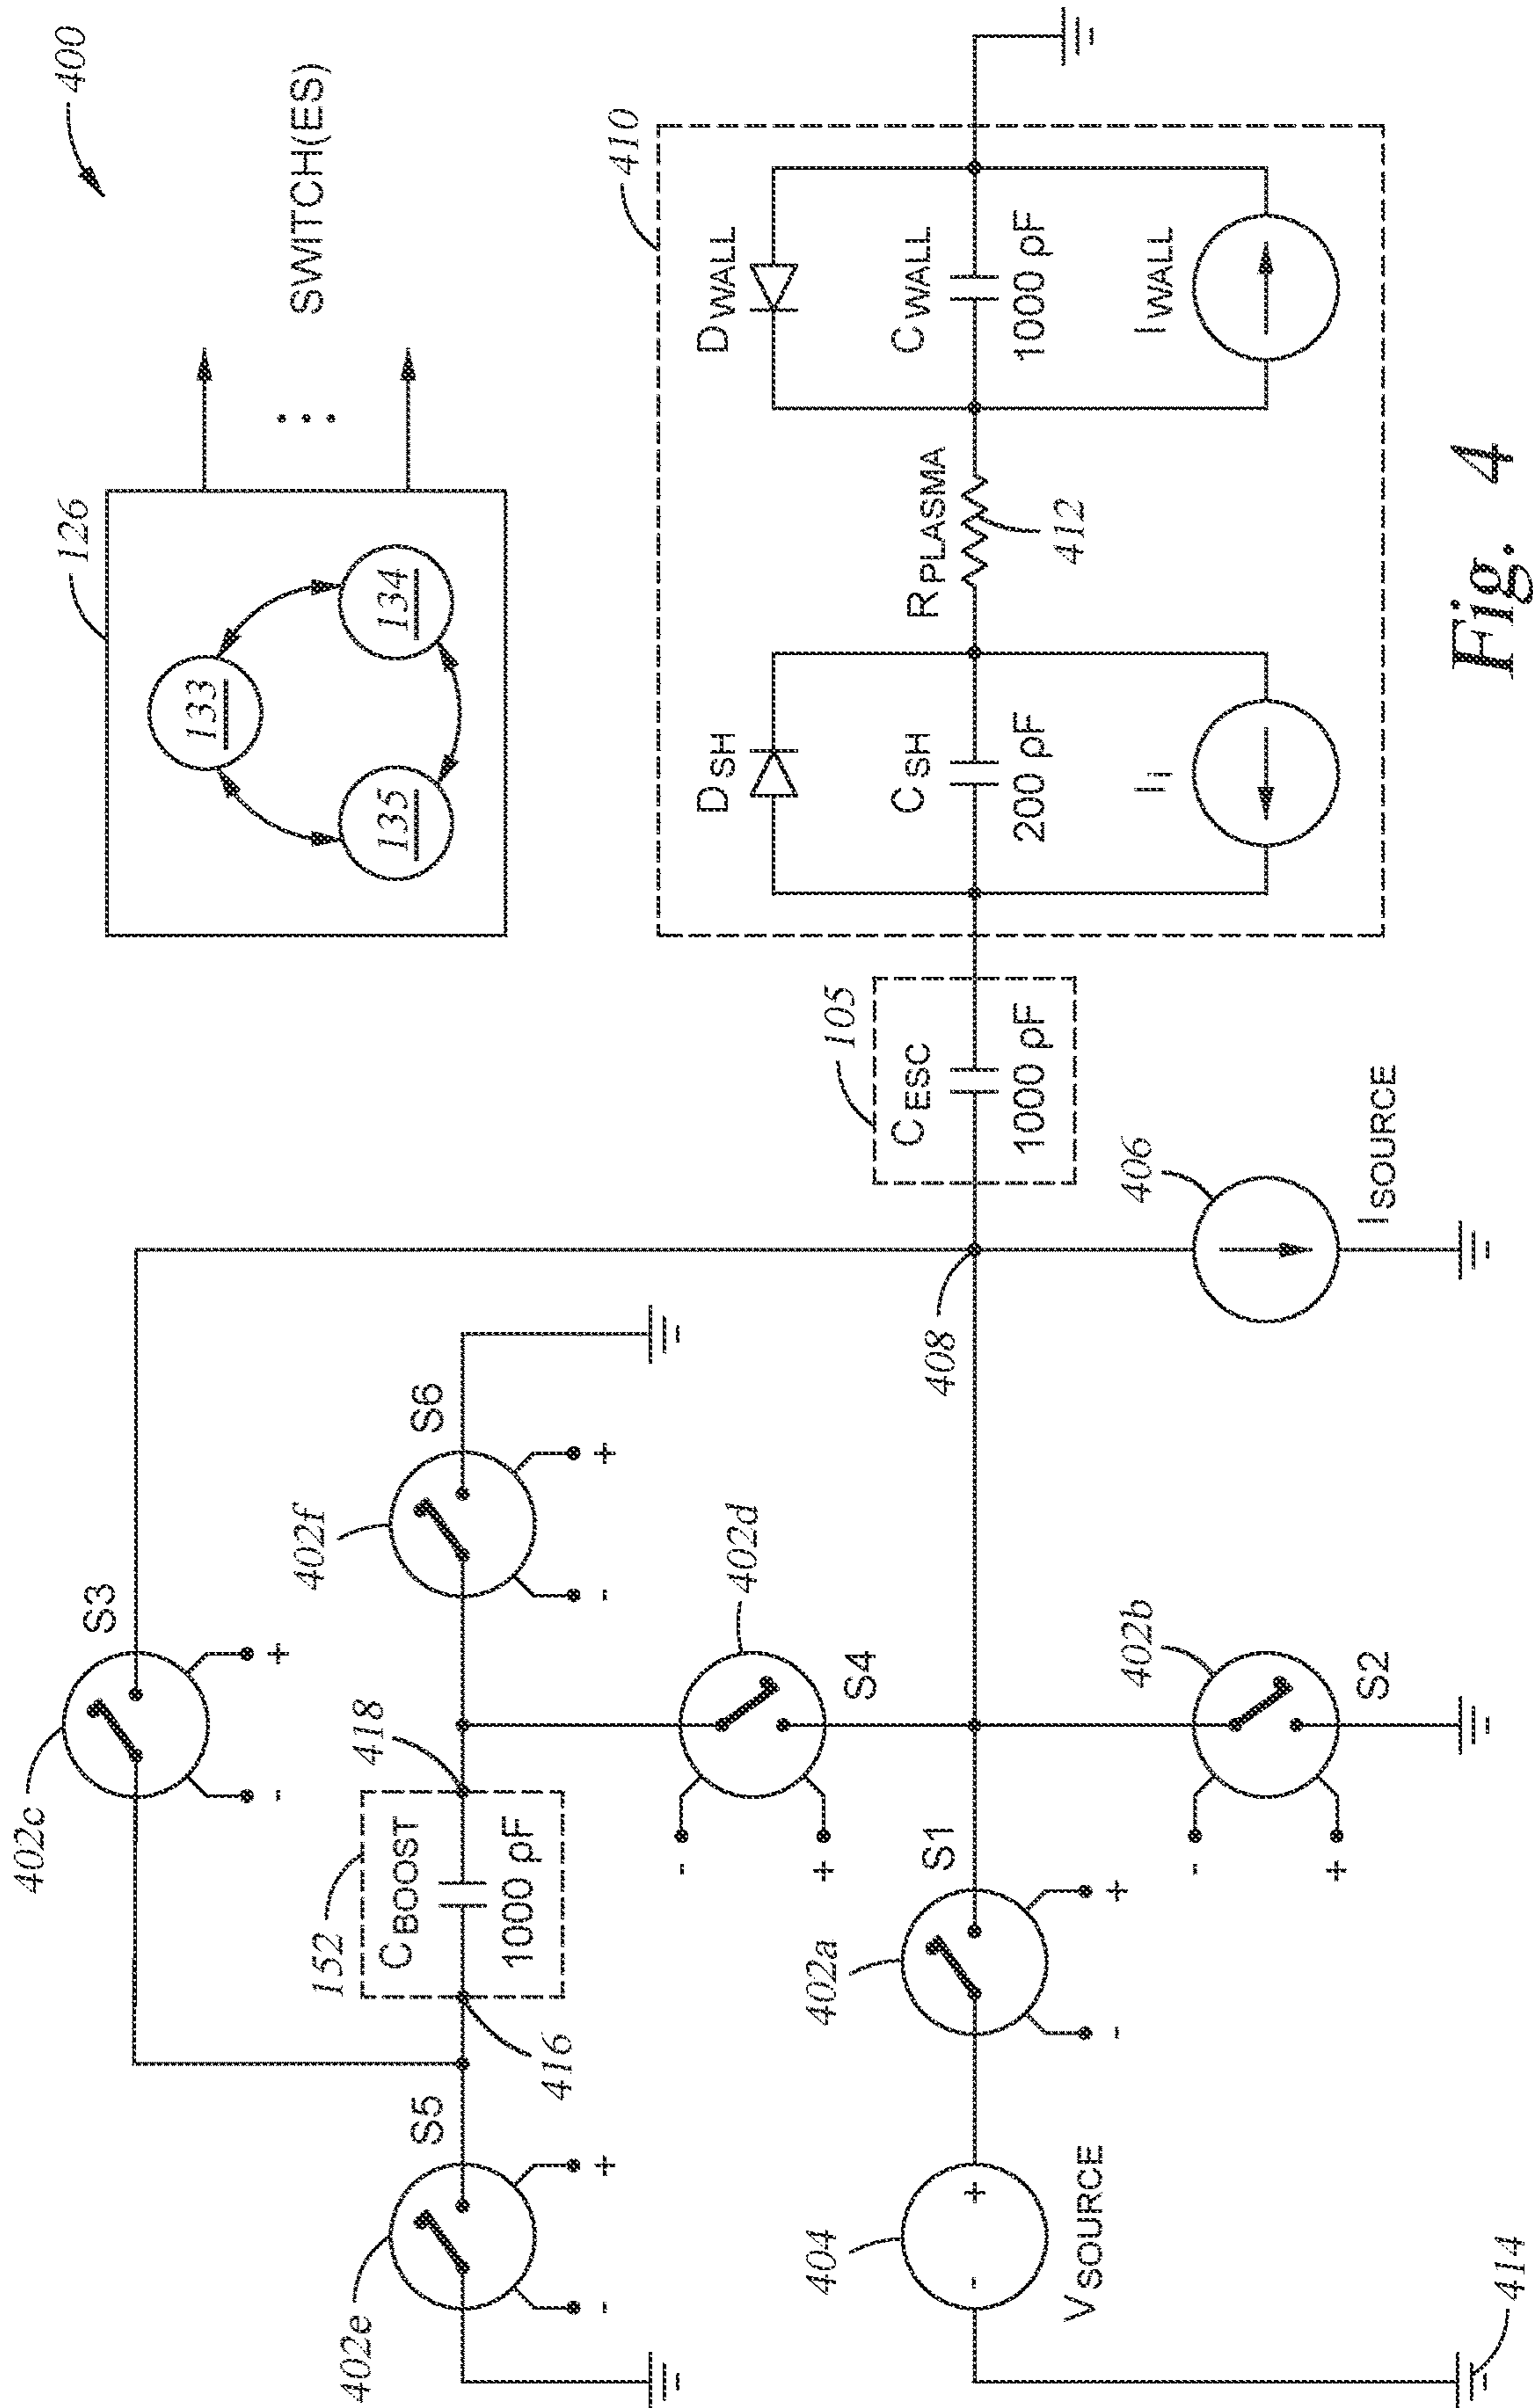 400
SWITCH(ES)
126
133
134
135
402c
S3
-
+
402e
S5
-
+
416
152
CBOOST
1000 pF
418
402f
S6
-
+
402d
S4
-
+
404
-
+
VSOURCE
414
402a
S1
-
+
402b
S2
-
+
408
406
ISOURCE
105
CESC
1000 pF
410
DSH
CSH
200 pF
Ii
RPLASMA
412
DWALL
CWALL
1000 pF
IWALL
Fig. 4